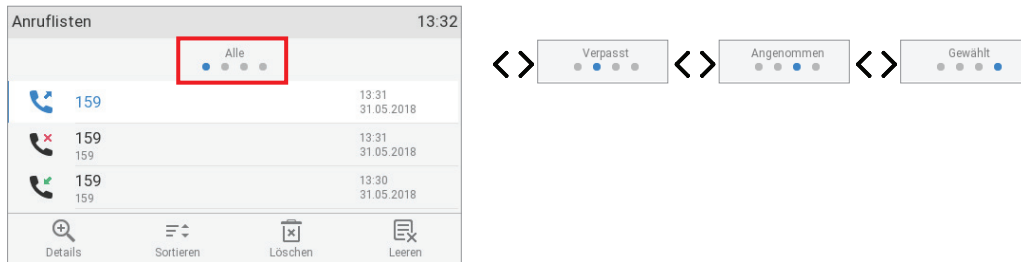 Anruflisten 13:32
Alle
Verpasst
Angenommen
Gewählt
159 13:31
31.05.2018
159 13:31
159 31.05.2018
159 13:30
159 31.05.2018
Details Sortieren Löschen Leeren